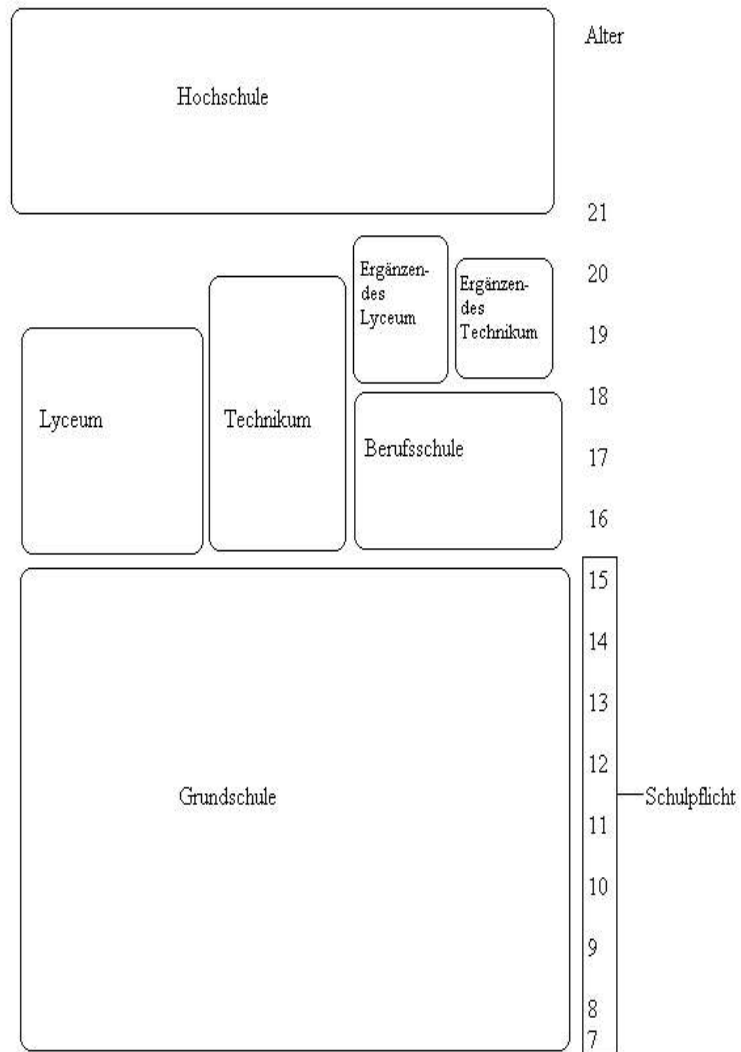 Alter
Hochschule
21
Ergänzen-
des
Lyceum
Ergänzen-
des
Technikum
20
19
Lyceum
Technikum
Berufsschule
18
17
16
15
14
13
12
Grundschule
Schulpflicht
11
10
9
8
7